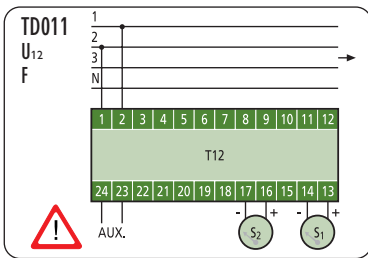 TD011
U12
F
1
2
3
N
1 2 3 4 5 6 7 8 9 10 11 12
T12
24 23 22 21 20 19 18 17 16 15 14 13
! AUX. - S2 + - S1 +